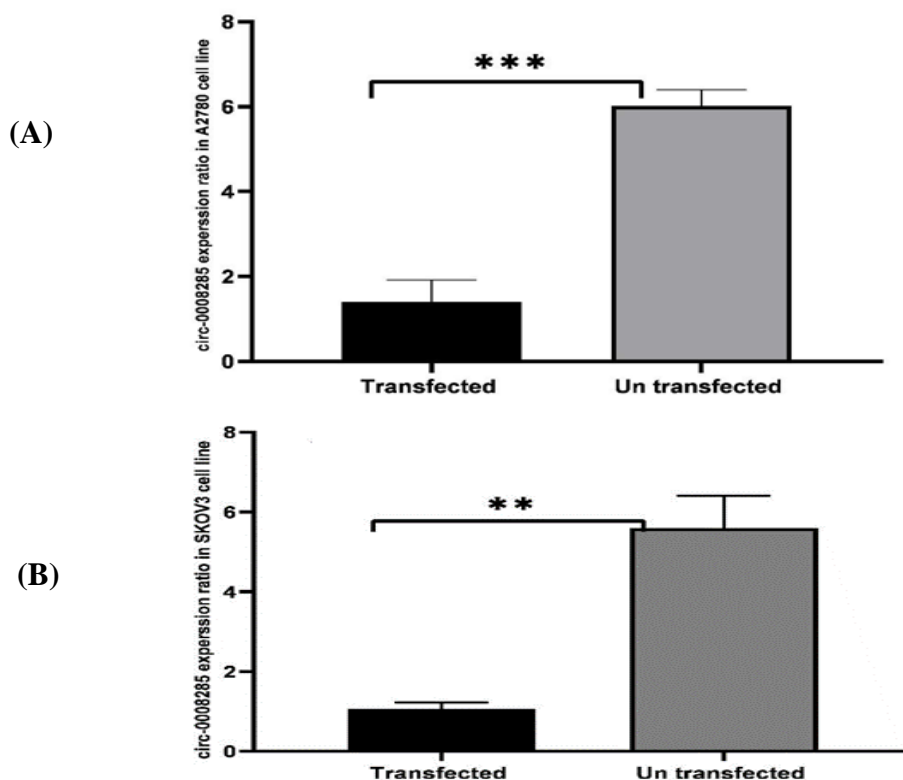 (A)
circ-0008285 experssion ratio in A2780 cell line
8
6
4
2
0
***
Transfected
Un transfected
(B)
circ-0008285 experssion ratio in SKOV3 cell line
8
6
4
2
0
**
Transfected
Un transfected